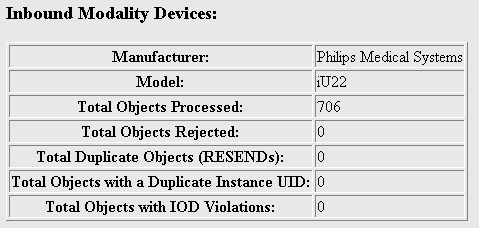 Inbound Modality Devices:
Manufacturer: Philips Medical Systems
Model: iU22
Total Objects Processed: 706
Total Objects Rejected: 0
Total Duplicate Objects (RESENDs): 0
Total Objects with a Duplicate Instance UID: 0
Total Objects with IOD Violations: 0